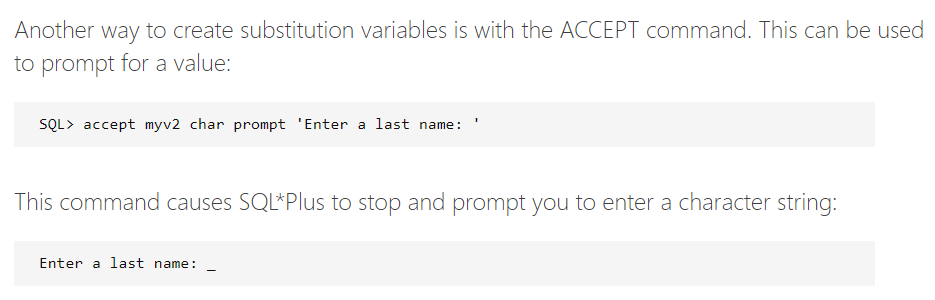 Another way to create substitution variables is with the ACCEPT command. This can be used
to prompt for a value:
SQL> accept myv2 char prompt 'Enter a last name: '
This command causes SQL*Plus to stop and prompt you to enter a character string:
Enter a last name: _